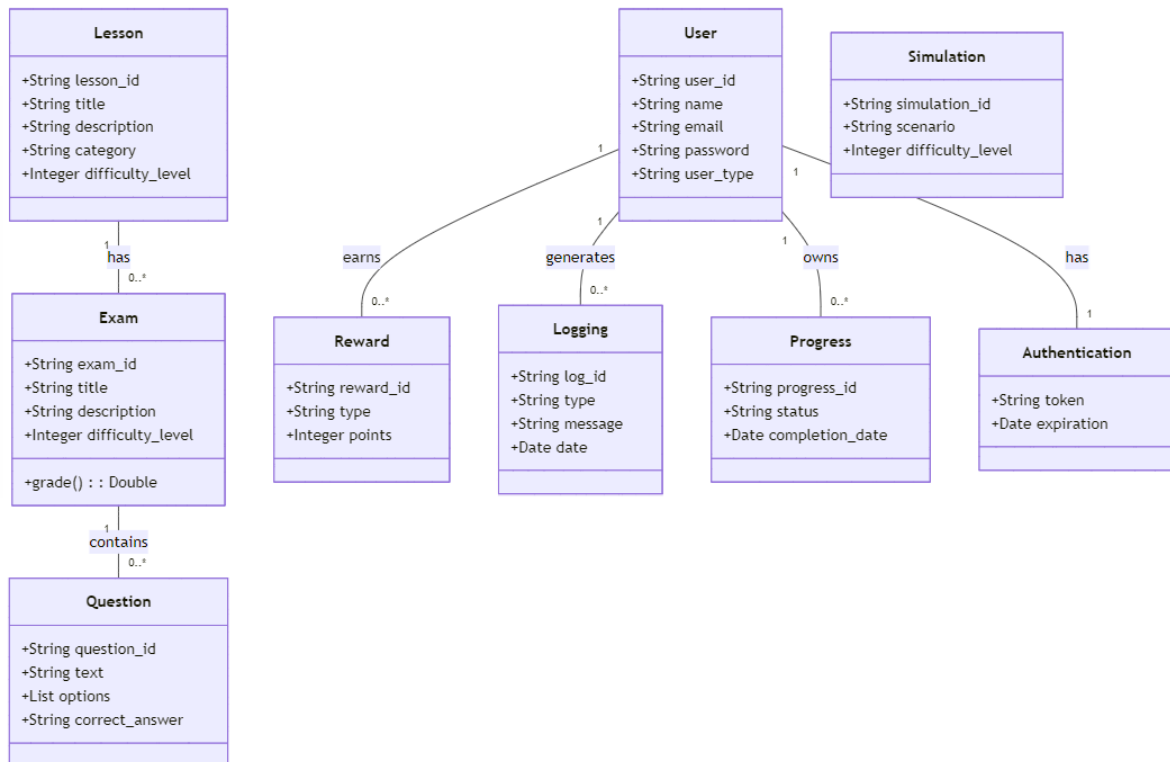 Lesson
+String lesson_id
+String title
+String description
+String category
+Integer difficulty_level
1
has
0..*
Exam
+String exam_id
+String title
+String description
+Integer difficulty_level
+grade() : : Double
1
contains
0..*
Question
+String question_id
+String text
+List options
+String correct_answer
User
+String user_id
+String name
+String email
+String password
+String user_type
Simulation
+String simulation_id
+String scenario
+Integer difficulty_level
1
earns
0..*
1
generates
0..*
1
owns
0..*
1
has
1
Reward
+String reward_id
+String type
+Integer points
Logging
+String log_id
+String type
+String message
+Date date
Progress
+String progress_id
+String status
+Date completion_date
Authentication
+String token
+Date expiration